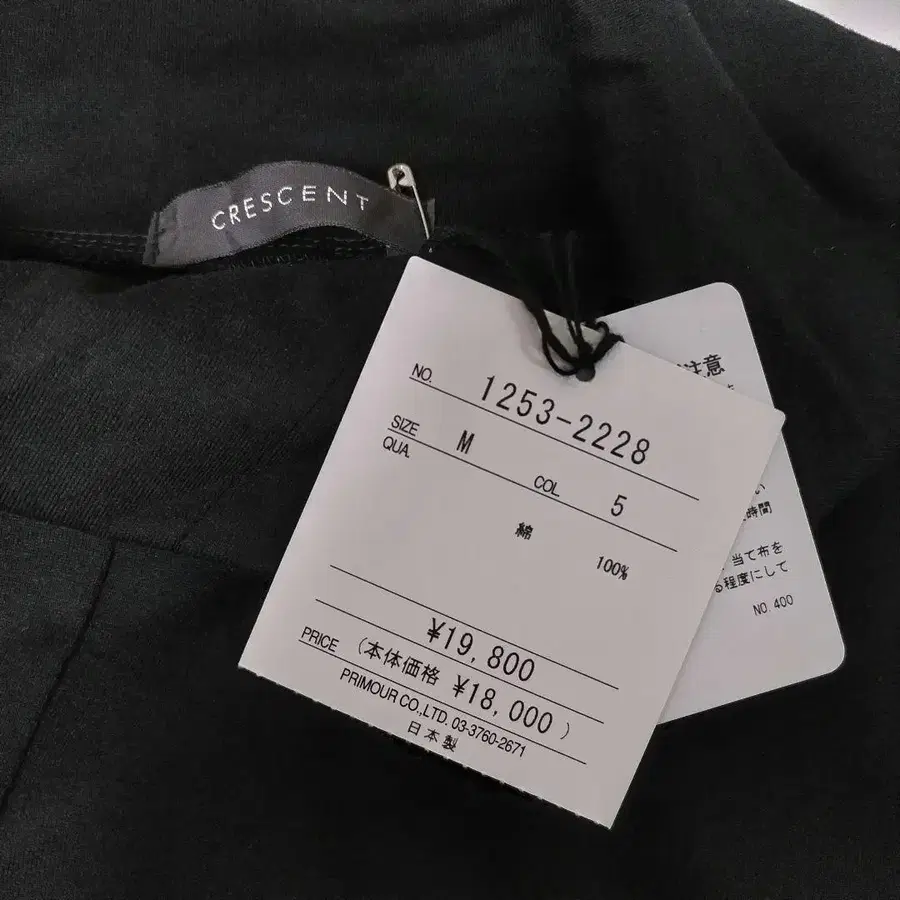 CRESCENT
NO. 1253-2228
SIZE M
QUA. COL. 5
綿 100%
¥19,800
PRICE (本体価格 ¥18,000)
PRIMOUR CO.,LTD. 03-3760-2671
日本製
注意
い
時間
当て布を
る程度にして
NO.400